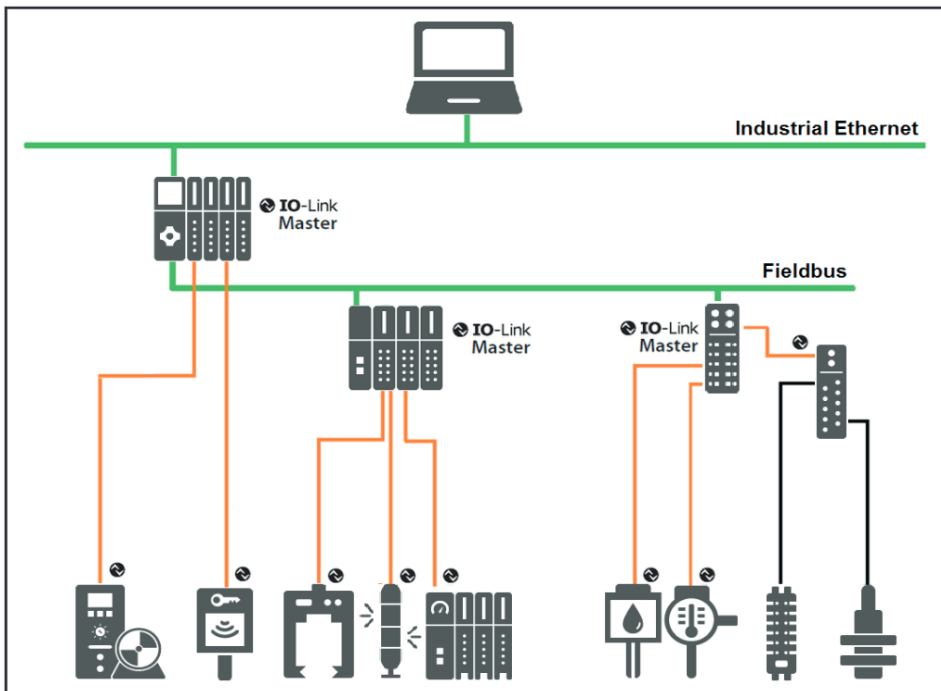 Industrial Ethernet
IO-Link
Master
Fieldbus
IO-Link
Master
IO-Link
Master